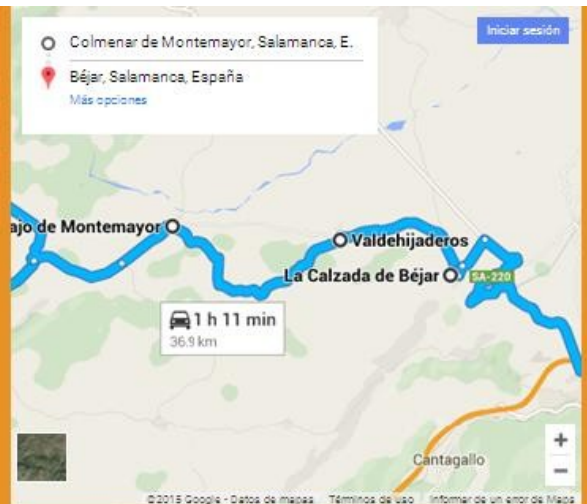 Colmenar de Montemayor, Salamanca, E.
Iniciar sesión
Béjar, Salamanca, España
Más opciones
ajo de Montemayor
Valdehijaderos
La Calzada de Béjar
SA-220
1 h 11 min
36.9 km
Cantagallo
+
−
©2015 Google - Datos de mapas Términos de uso Informar de un error de Maps